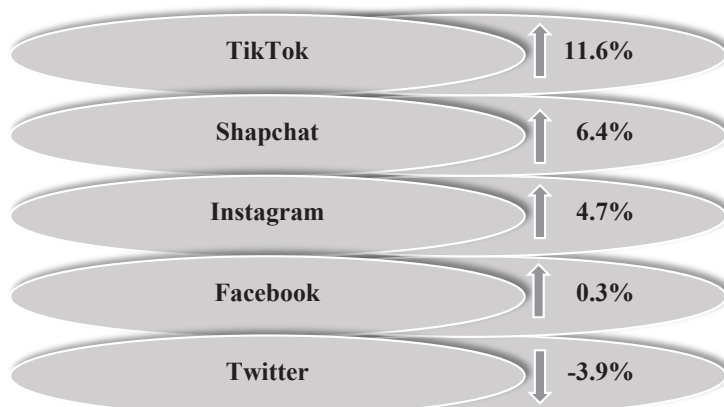 TikTok 11.6%
Shapchat 6.4%
Instagram 4.7%
Facebook 0.3%
Twitter -3.9%